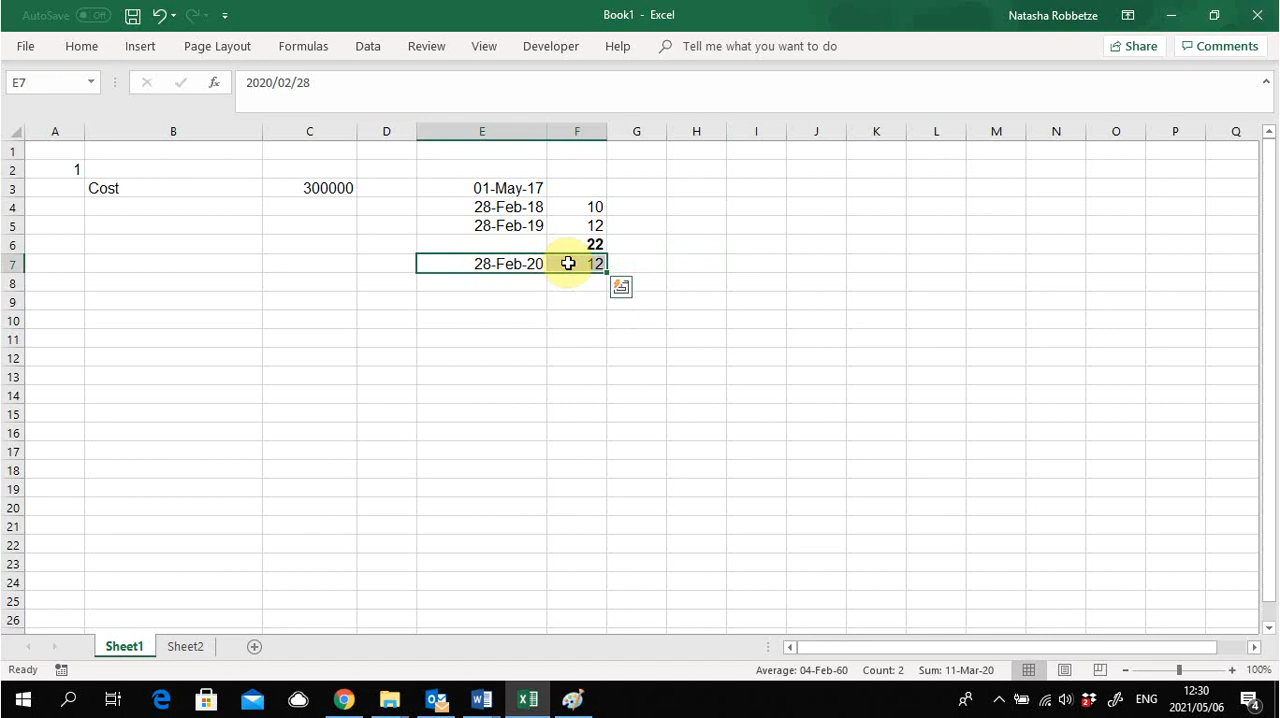 AutoSave Off Book1 - Excel Natasha Robbetze
File Home Insert Page Layout Formulas Data Review View Developer Help Tell me what you want to do Share Comments
E7 fx 2020/02/28
A B C D E F G H I J K L M N O P Q
1
2 1
3 Cost 300000 01-May-17
4 28-Feb-18 10
5 28-Feb-19 12
6 22
7 28-Feb-20 12
8
9
10
11
12
13
14
15
16
17
18
19
20
21
22
23
24
25
26
Sheet1 Sheet2
Ready Average: 04-Feb-60 Count: 2 Sum: 11-Mar-20 100%
ENG 12:30
2021/05/06 4